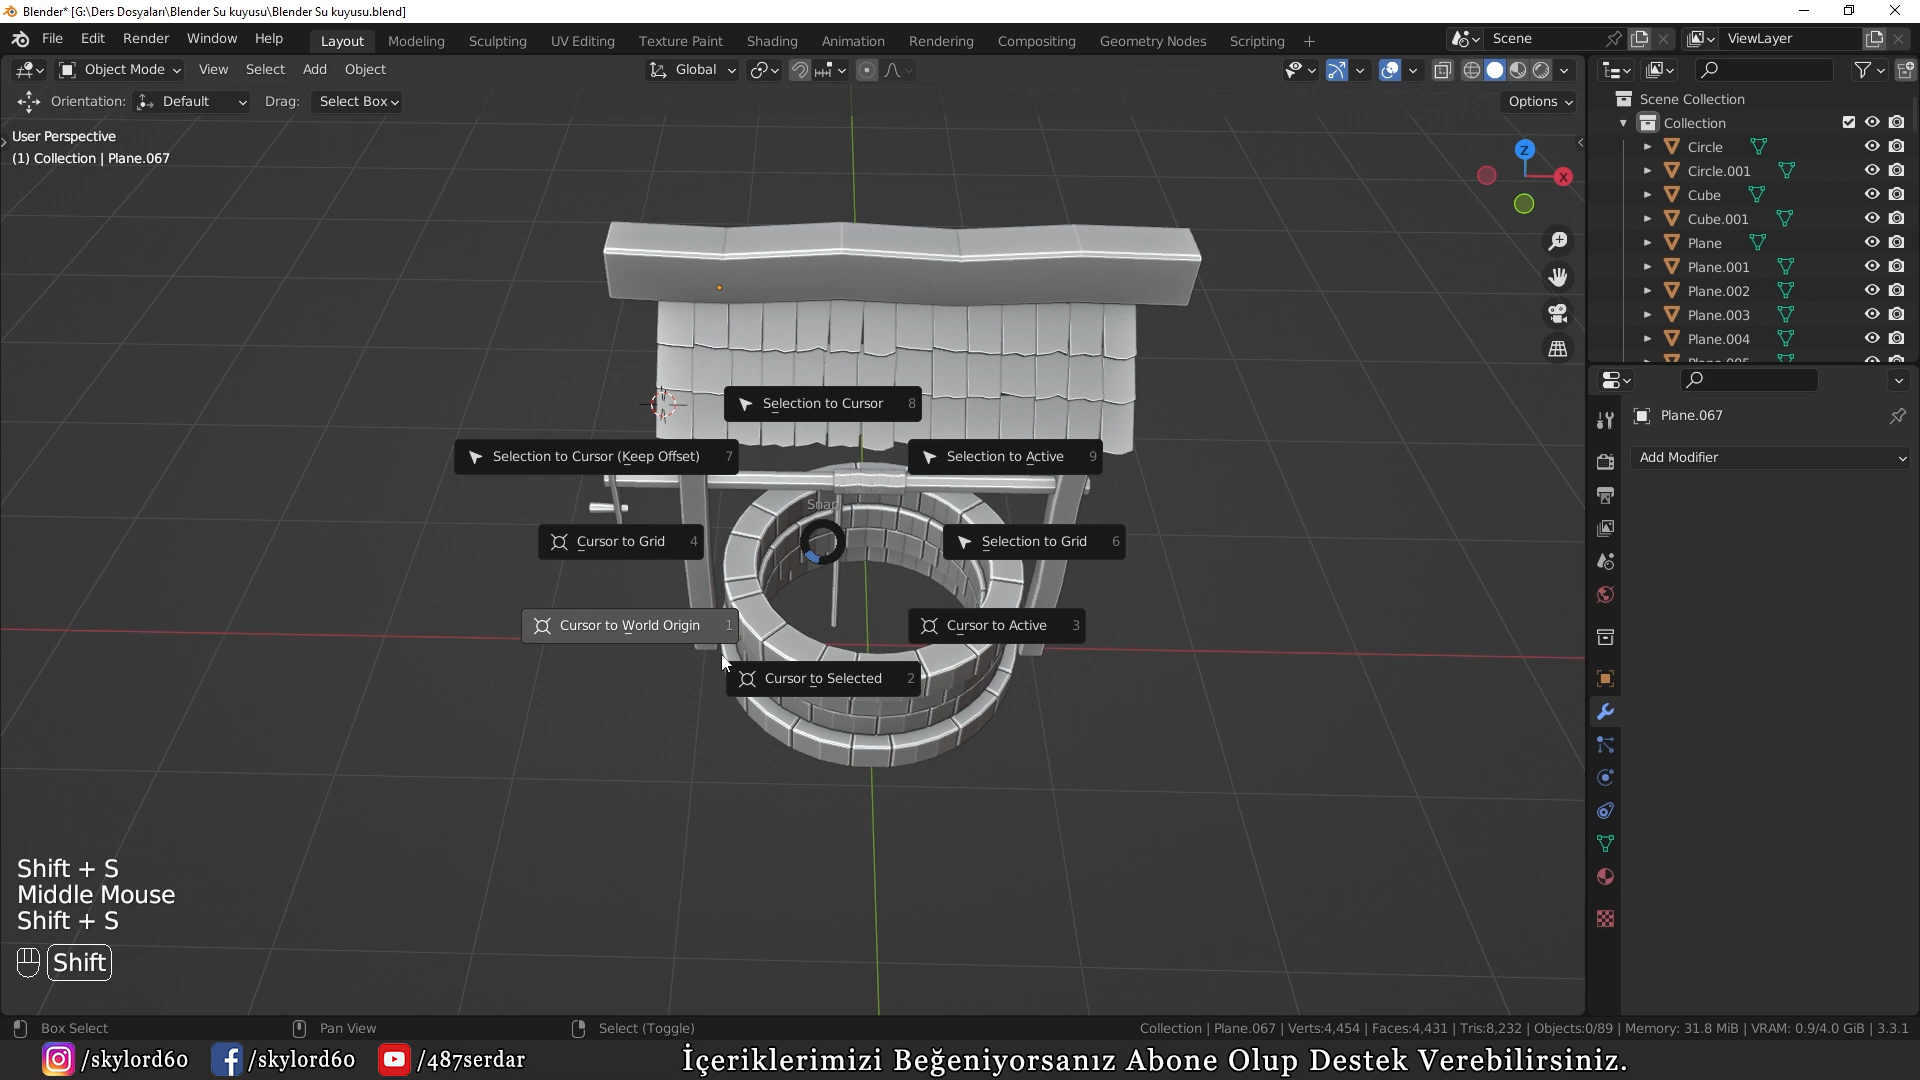 Blender* [G:\Ders Dosyaları\Blender Su kuyusu\Blender Su kuyusu.blend]
File Edit Render Window Help Layout Modeling Sculpting UV Editing Texture Paint Shading Animation Rendering Compositing Geometry Nodes Scripting + Scene ViewLayer
Object Mode View Select Add Object Global
Orientation: Default Drag: Select Box Options
User Perspective
(1) Collection | Plane.067
Z
X
Scene Collection
Collection
Circle
Circle.001
Cube
Cube.001
Plane
Plane.001
Plane.002
Plane.003
Plane.004
Plane.005
Plane.067
Add Modifier
Selection to Cursor 8
Selection to Cursor (Keep Offset) 7
Selection to Active 9
Snap
Cursor to Grid 4
Selection to Grid 6
Cursor to World Origin 1
Cursor to Active 3
Cursor to Selected 2
Shift + S
Middle Mouse
Shift + S
Shift
Box Select Pan View Select (Toggle) Collection | Plane.067 | Verts:4,454 | Faces:4,431 | Tris:8,232 | Objects:0/89 | Memory: 31.8 MiB | VRAM: 0.9/4.0 GiB | 3.3.1
/skylord60 /skylord60 /487serdar İçeriklerimizi Beğeniyorsanız Abone Olup Destek Verebilirsiniz.